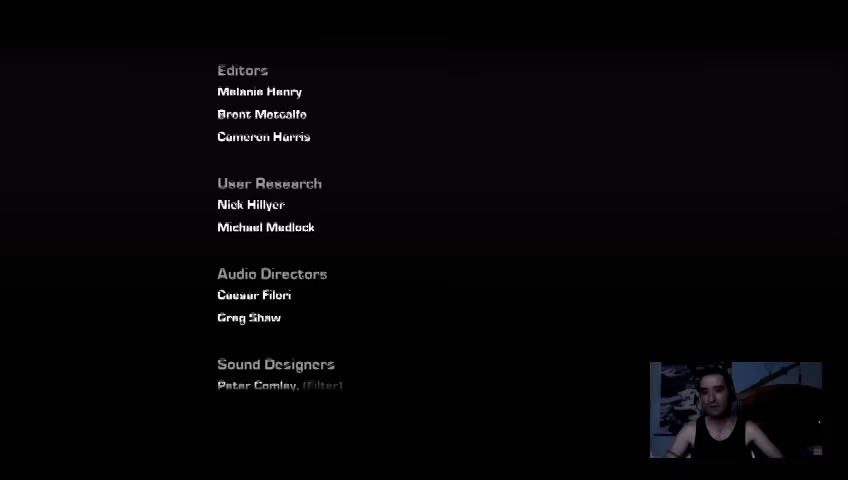 Editors
Melanie Henry
Brent Metcalfe
Cameron Harris
User Research
Nick Hillyer
Michael Medlock
Audio Directors
Caesar Filori
Greg Shaw
Sound Designers
Peter Comley, (Filter)